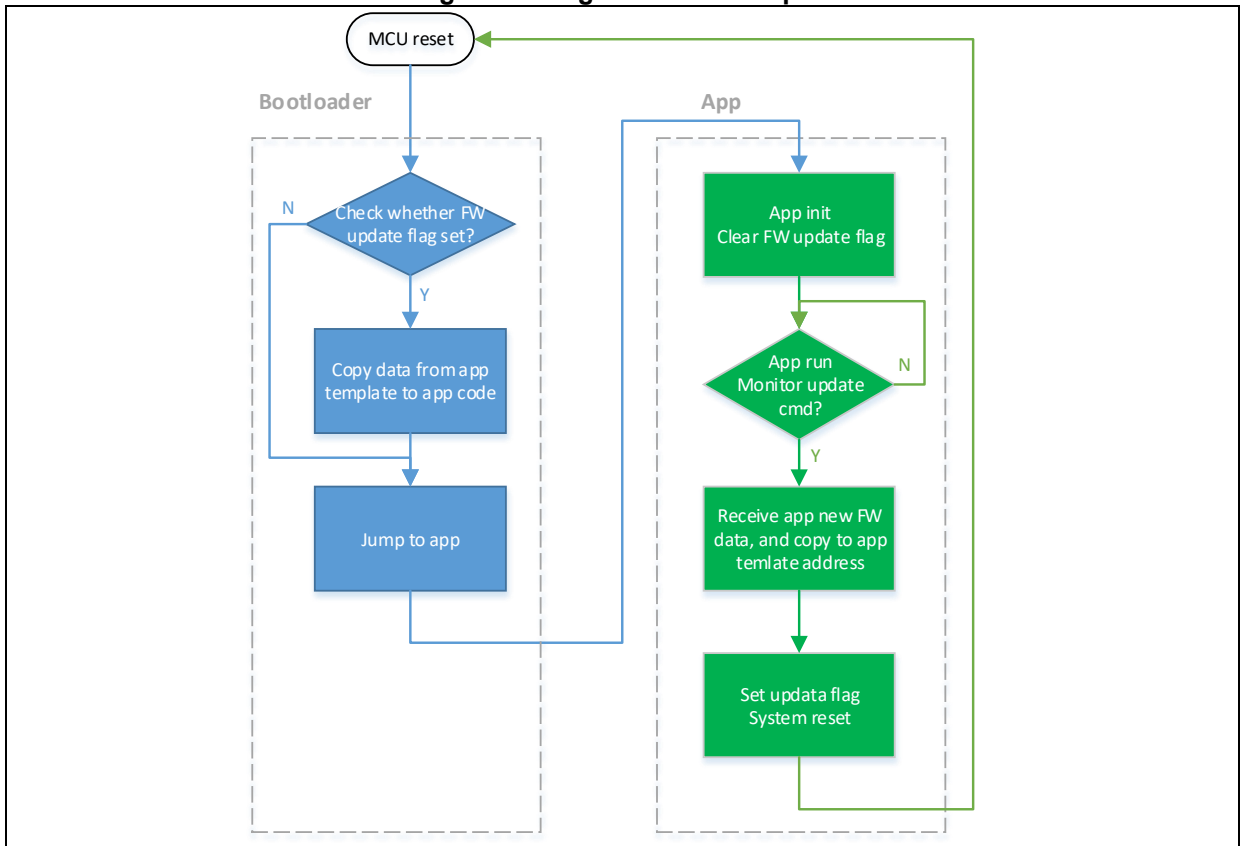 MCU reset
Bootloader
App
Check whether FW
update flag set?
N
Y
Copy data from app
template to app code
Jump to app
App init
Clear FW update flag
App run
Monitor update
cmd?
N
Y
Receive app new FW
data, and copy to app
temlate address
Set updata flag
System reset